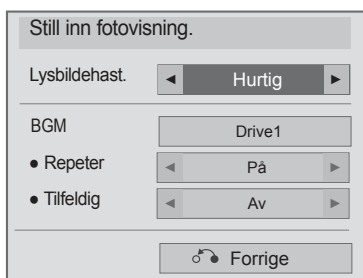 Still inn fotovisning.
Lysbildehast. ◄ Hurtig ►
BGM Drive1
● Repeter ◄ På ►
● Tilfeldig ◄ Av ►
Forrige